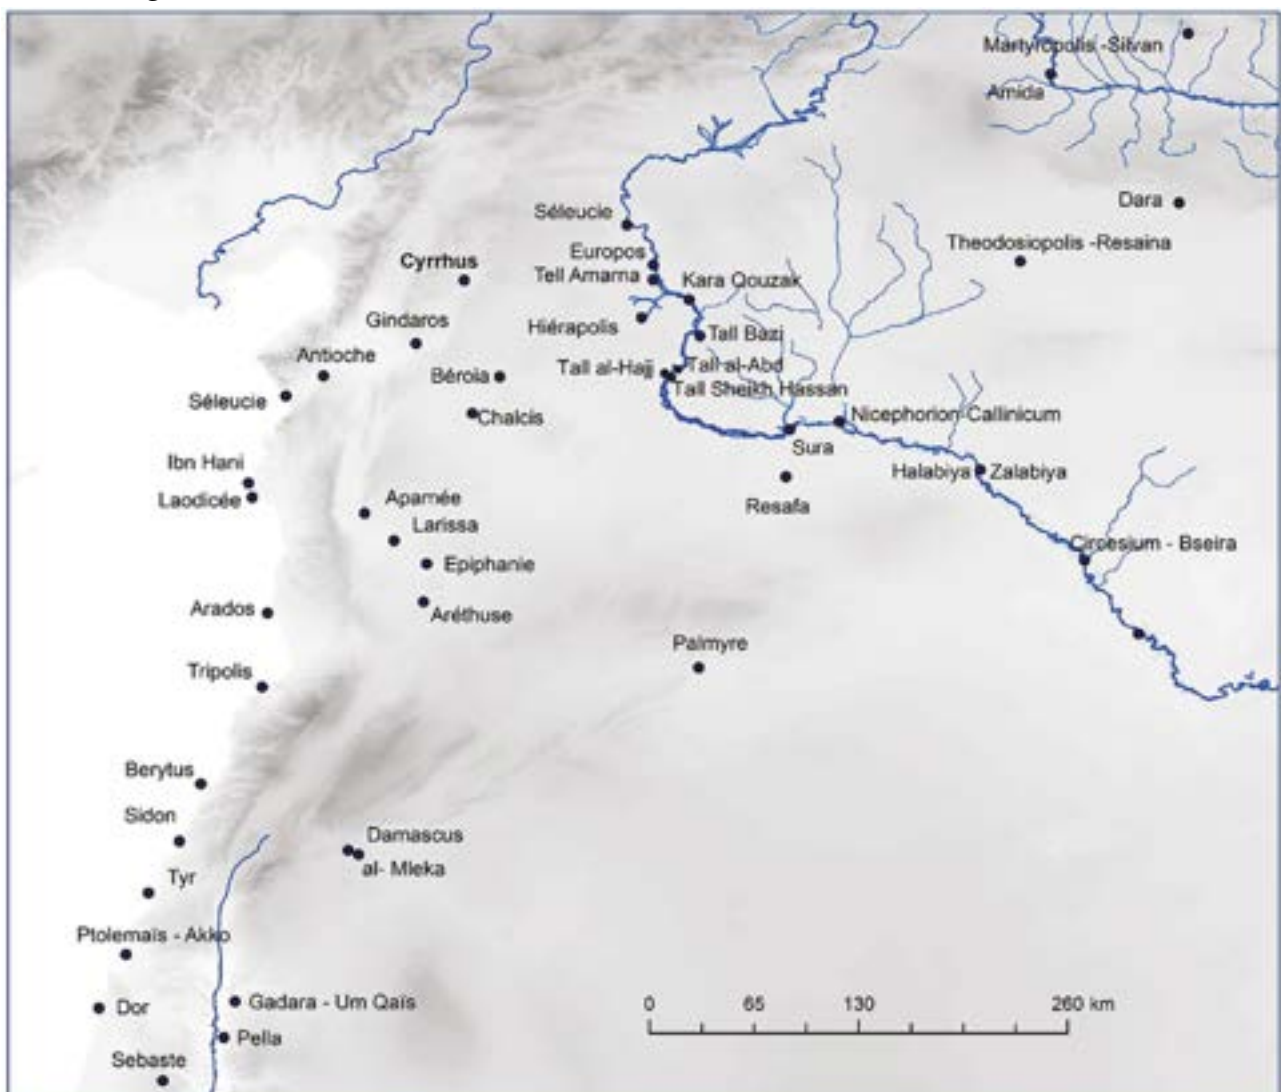 Martyropolis -Silvan
Amida
Dara
Séleucie
Theodosiopolis -Resaina
Europos
Cyrrhus
Tell Amarna
Kara Qouzak
Gindaros
Hiérapolis
Tall Bazi
Antioche
Tall al-Hajj
Tall al-Abd
Béroia
Tall Sheikh Hassan
Séleucie
Chalcis
Nicephorion-Callinicum
Sura
Ibn Hani
Halabiya
Zalabiya
Laodicée
Apamée
Resafa
Larissa
Circesium - Bseira
Epiphanie
Arados
Aréthuse
Palmyre
Tripolis
Berytus
Sidon
Damascus
al- Mleka
Tyr
Ptolemaïs - Akko
Gadara - Um Qaïs
0 65 130 260 km
Dor
Pella
Sebaste